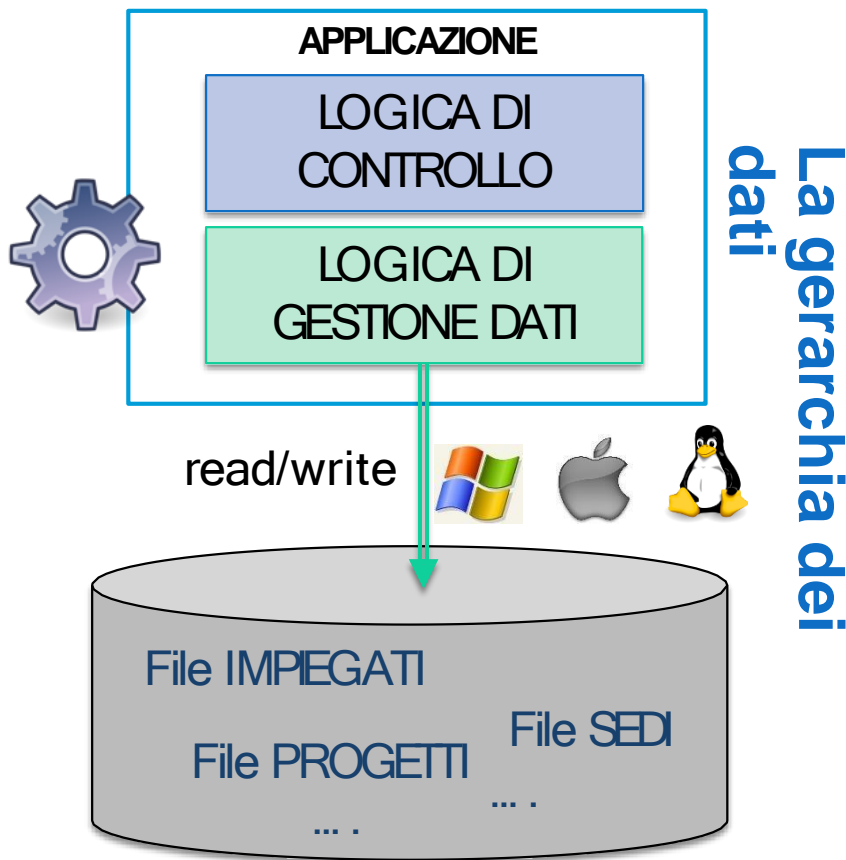 APPLICAZIONE
LOGICA DI
CONTROLLO
LOGICA DI
GESTIONE DATI
La gerarchia dei
dati
read/write
File IMPIEGATI
File SEDI
File PROGETTI
... .
... .